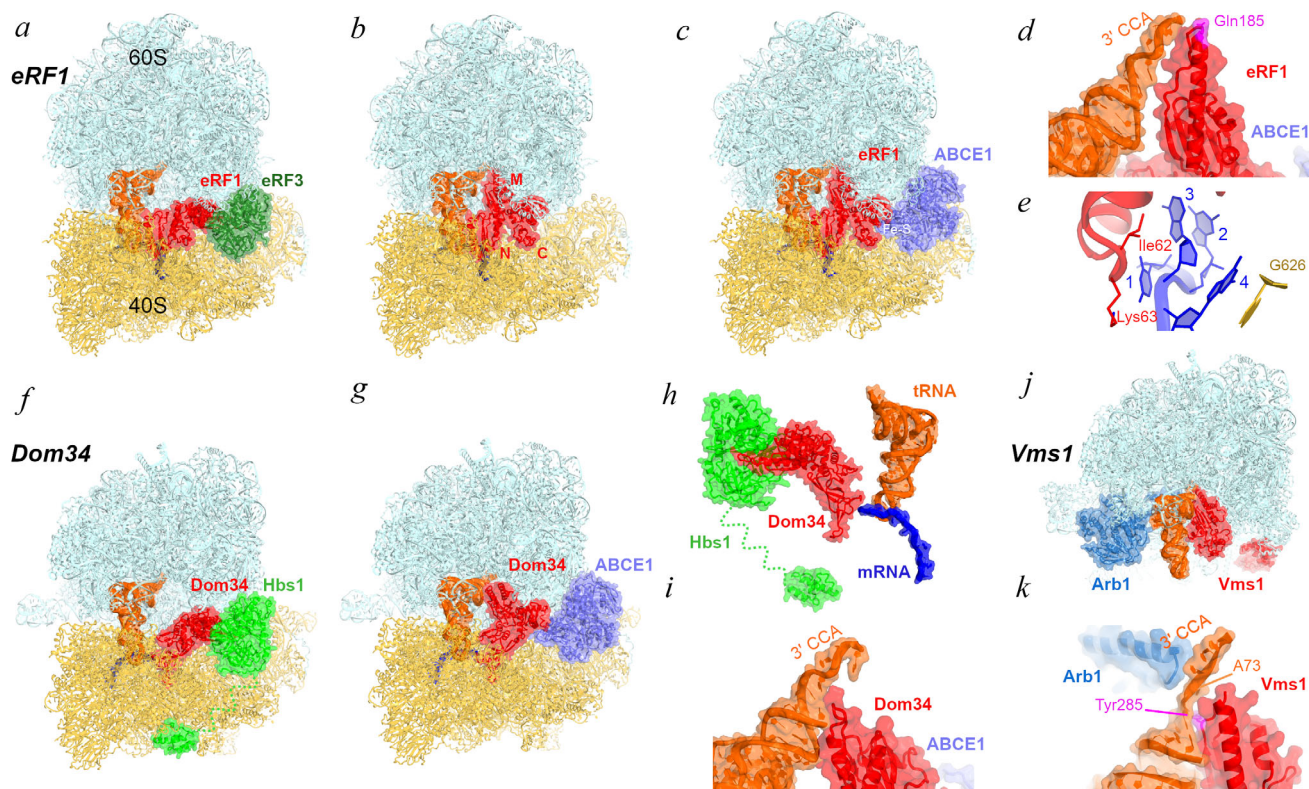 a
eRF1
60S
eRF1
eRF3
40S
b
M
N
C
c
eRF1
ABCE1
Fe-S
d
3' CCA
Gln185
eRF1
ABCE1
e
3
Ile62
2
1
4
G626
Lys63
f
Dom34
Dom34
Hbs1
g
Dom34
ABCE1
h
tRNA
Dom34
Hbs1
mRNA
i
3' CCA
Dom34
ABCE1
j
Vms1
Arb1
Vms1
k
3' CCA
Arb1
A73
Vms1
Tyr285